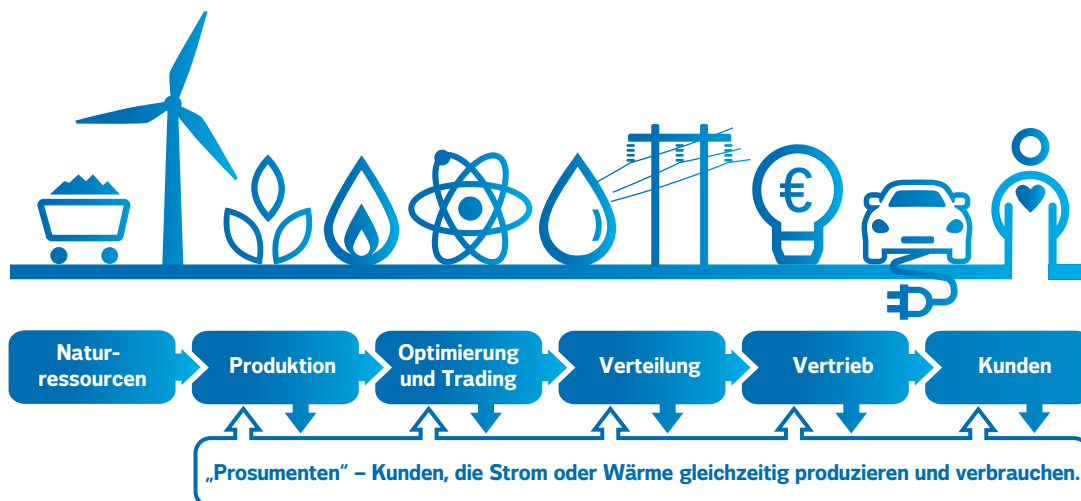 €
Natur-
ressourcen
Produktion
Optimierung
und Trading
Verteilung
Vertrieb
Kunden
„Prosumenten“ – Kunden, die Strom oder Wärme gleichzeitig produzieren und verbrauchen.